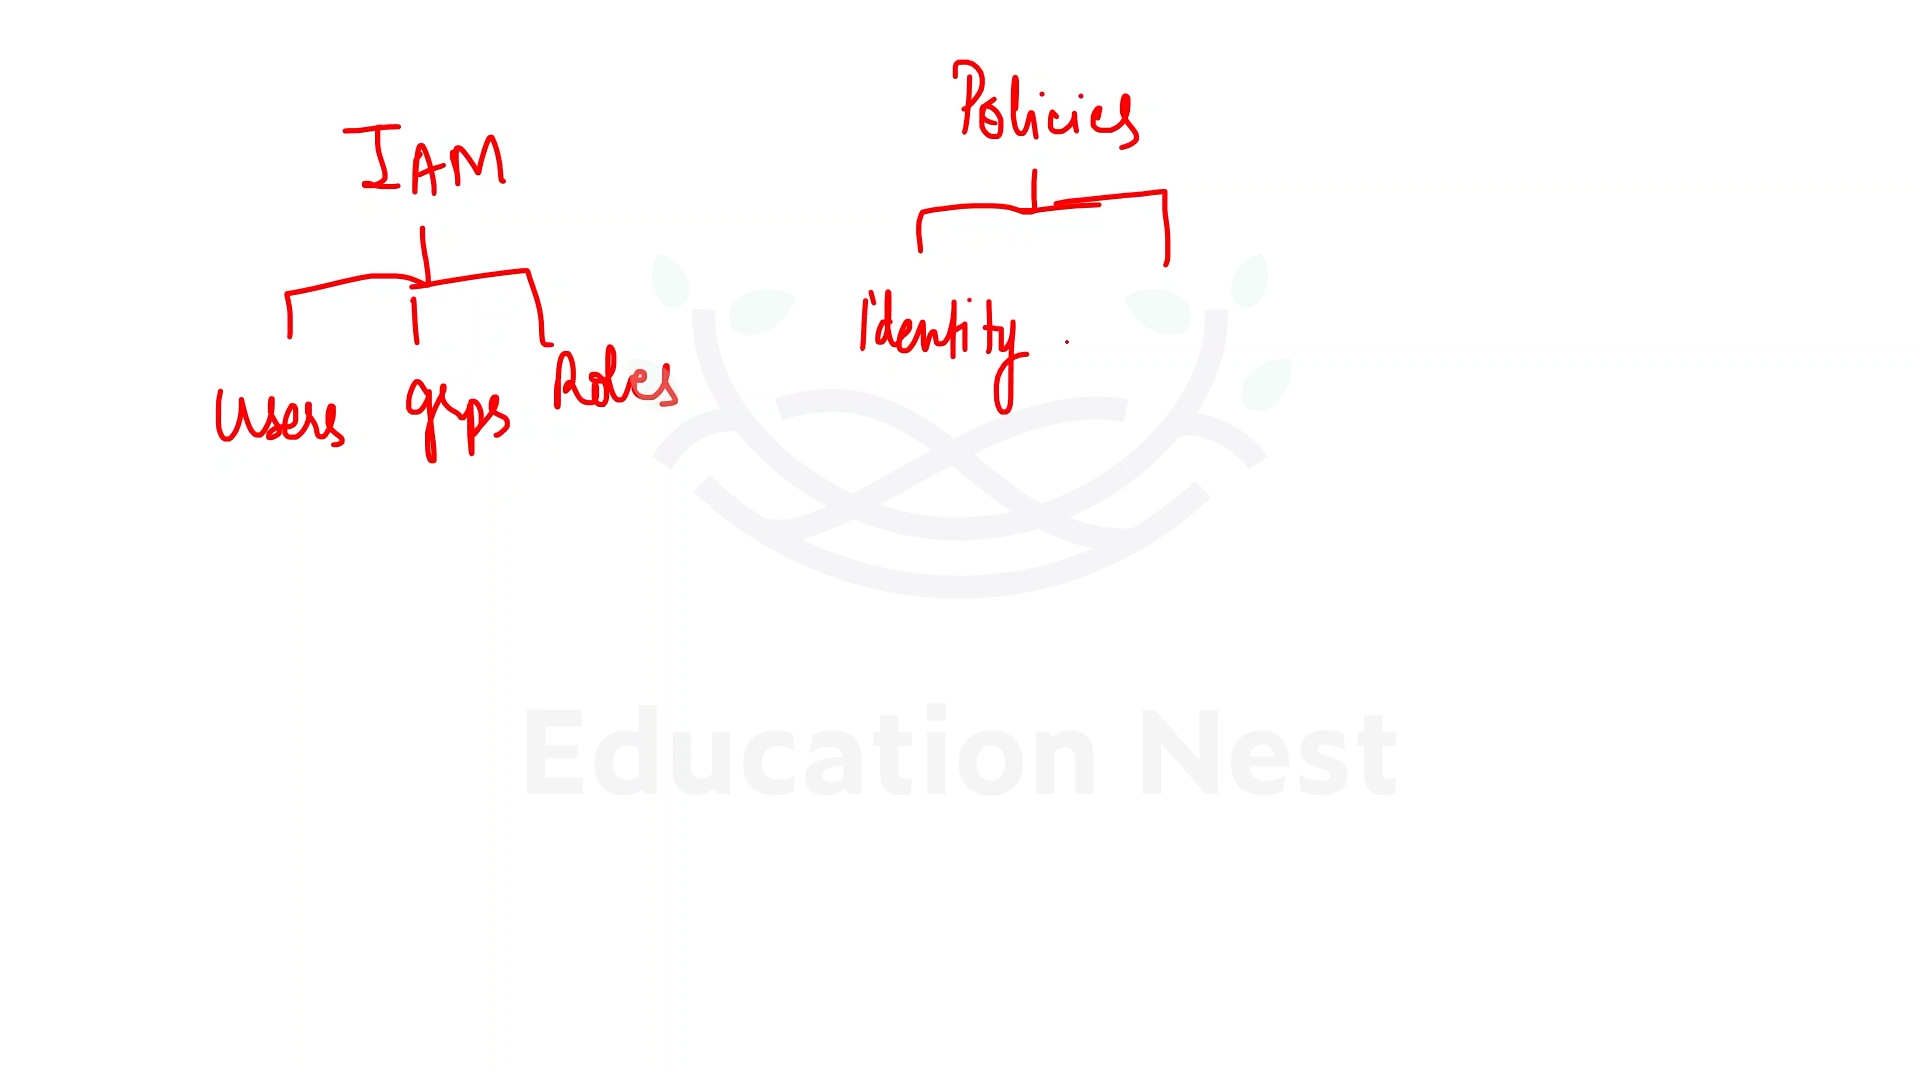 IAM
Users grps Roles
Policies
Identity
Education Nest